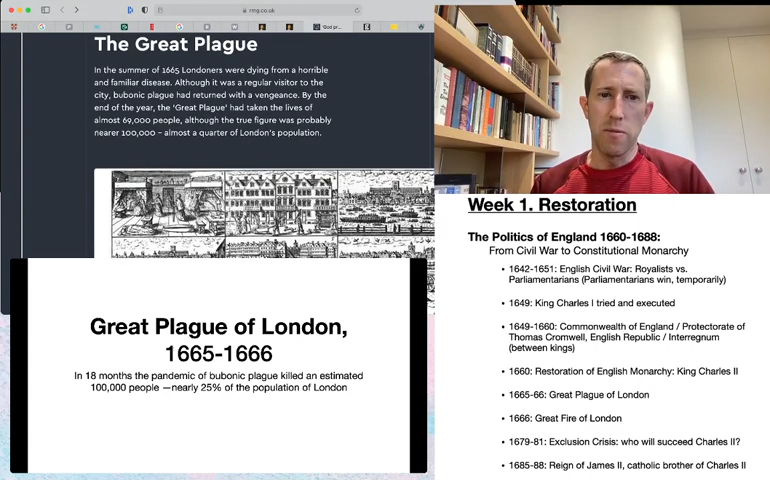 rmg.co.uk
'God pr...
The Great Plague
In the summer of 1665 Londoners were dying from a horrible
and familiar disease. Although it was a regular visitor to the
city, bubonic plague had returned with a vengeance. By the
end of the year, the 'Great Plague' had taken the lives of
almost 69,000 people, although the true figure was probably
nearer 100,000 – almost a quarter of London's population.
Great Plague of London,
1665-1666
In 18 months the pandemic of bubonic plague killed an estimated
100,000 people —nearly 25% of the population of London
Week 1. Restoration
The Politics of England 1660-1688:
From Civil War to Constitutional Monarchy
• 1642-1651: English Civil War: Royalists vs.
Parliamentarians (Parliamentarians win, temporarily)
• 1649: King Charles I tried and executed
• 1649-1660: Commonwealth of England / Protectorate of
Thomas Cromwell, English Republic / Interregnum
(between kings)
• 1660: Restoration of English Monarchy: King Charles II
• 1665-66: Great Plague of London
• 1666: Great Fire of London
• 1679-81: Exclusion Crisis: who will succeed Charles II?
• 1685-88: Reign of James II, catholic brother of Charles II